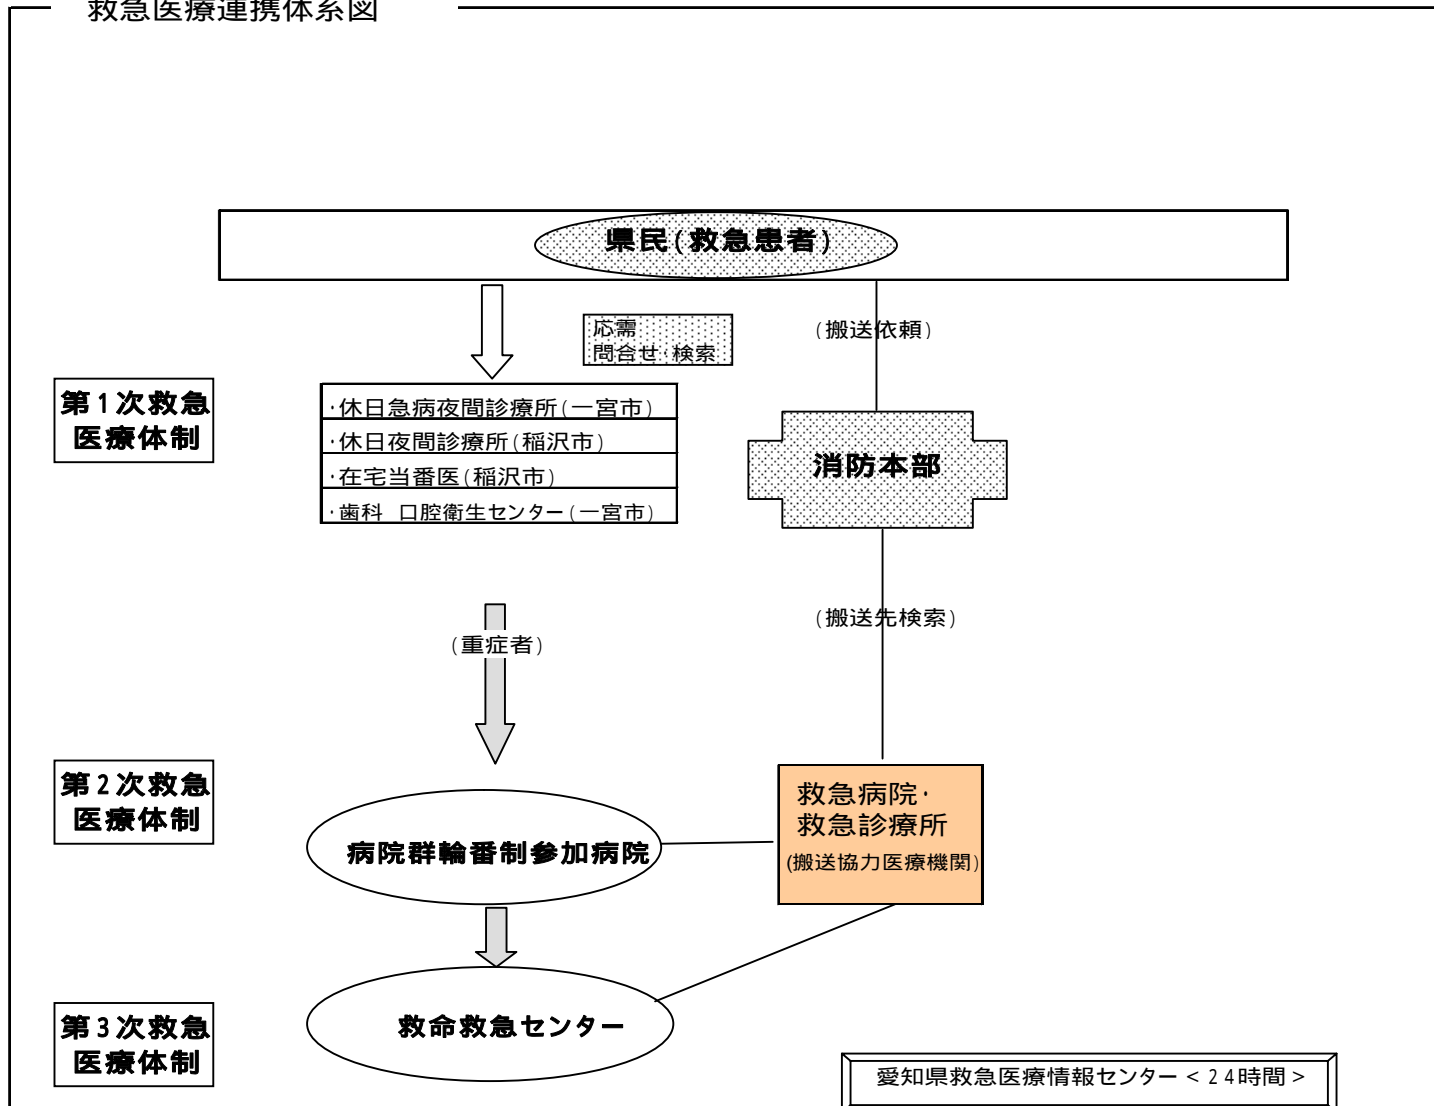 救急医療連携体系図
県民(救急患者)
応需
問合せ·検索
(搬送依頼)
第1次救急
医療体制
·休日急病夜間診療所(一宮市)
·休日夜間診療所(稲沢市)
·在宅当番医(稲沢市)
·歯科 口腔衛生センター(一宮市)
消防本部
(重症者)
(搬送先検索)
第2次救急
医療体制
病院群輪番制参加病院
救急病院·
救急診療所
(搬送協力医療機関)
第3次救急
医療体制
救命救急センター
愛知県救急医療情報センター<24時間>